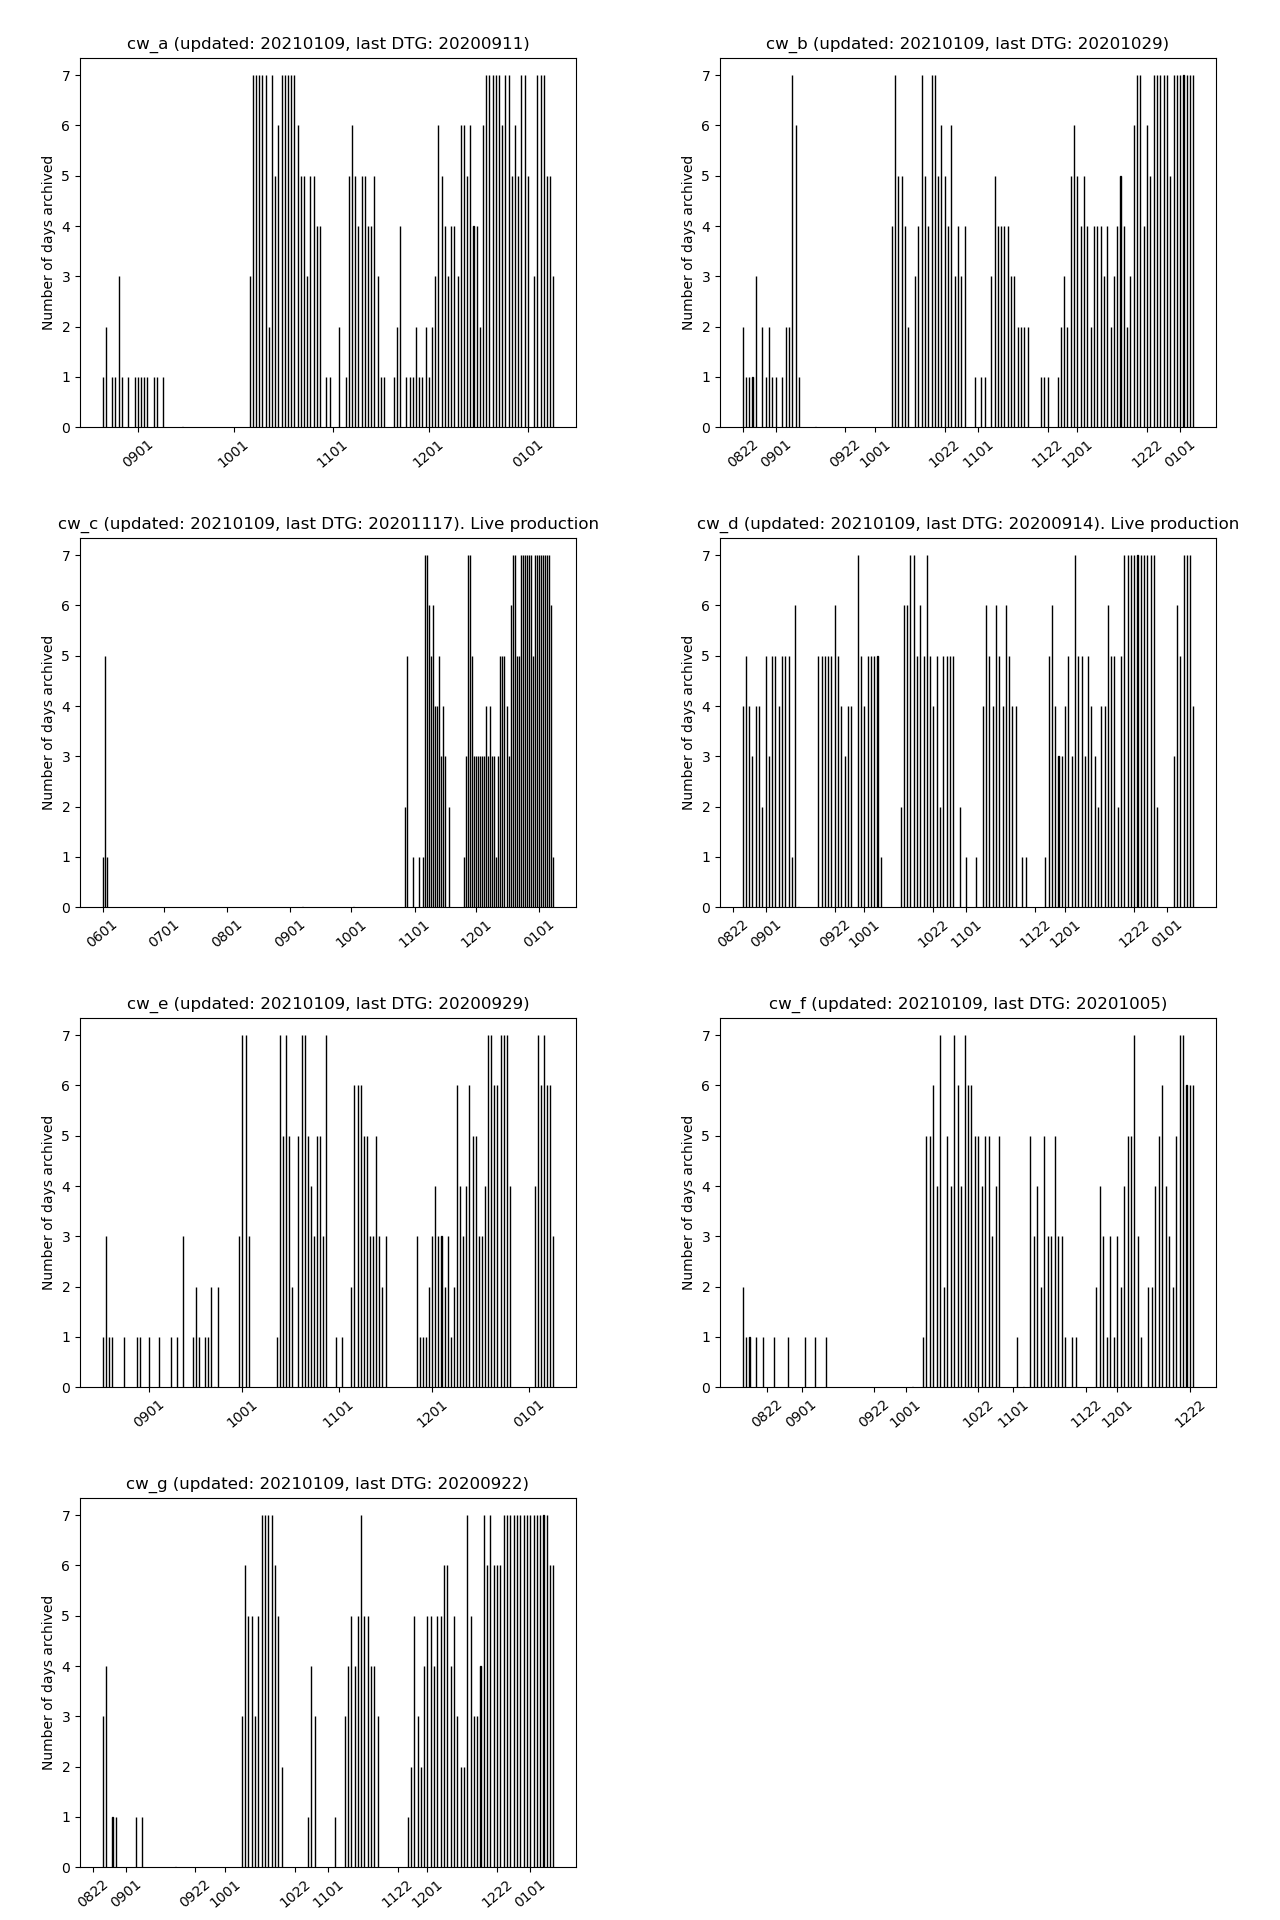 cw_a (updated: 20210109, last DTG: 20200911)
Number of days archived
7
6
5
4
3
2
1
0
0901 1001 1101 1201 0101
cw_b (updated: 20210109, last DTG: 20201029)
Number of days archived
7
6
5
4
3
2
1
0
0822 0901 0922 1001 1022 1101 1122 1201 1222 0101
cw_c (updated: 20210109, last DTG: 20201117). Live production
Number of days archived
7
6
5
4
3
2
1
0
0601 0701 0801 0901 1001 1101 1201 0101
cw_d (updated: 20210109, last DTG: 20200914). Live production
Number of days archived
7
6
5
4
3
2
1
0
0822 0901 0922 1001 1022 1101 1122 1201 1222 0101
cw_e (updated: 20210109, last DTG: 20200929)
Number of days archived
7
6
5
4
3
2
1
0
0901 1001 1101 1201 0101
cw_f (updated: 20210109, last DTG: 20201005)
Number of days archived
7
6
5
4
3
2
1
0
0822 0901 0922 1001 1022 1101 1122 1201 1222
cw_g (updated: 20210109, last DTG: 20200922)
Number of days archived
7
6
5
4
3
2
1
0
0822 0901 0922 1001 1022 1101 1122 1201 1222 0101